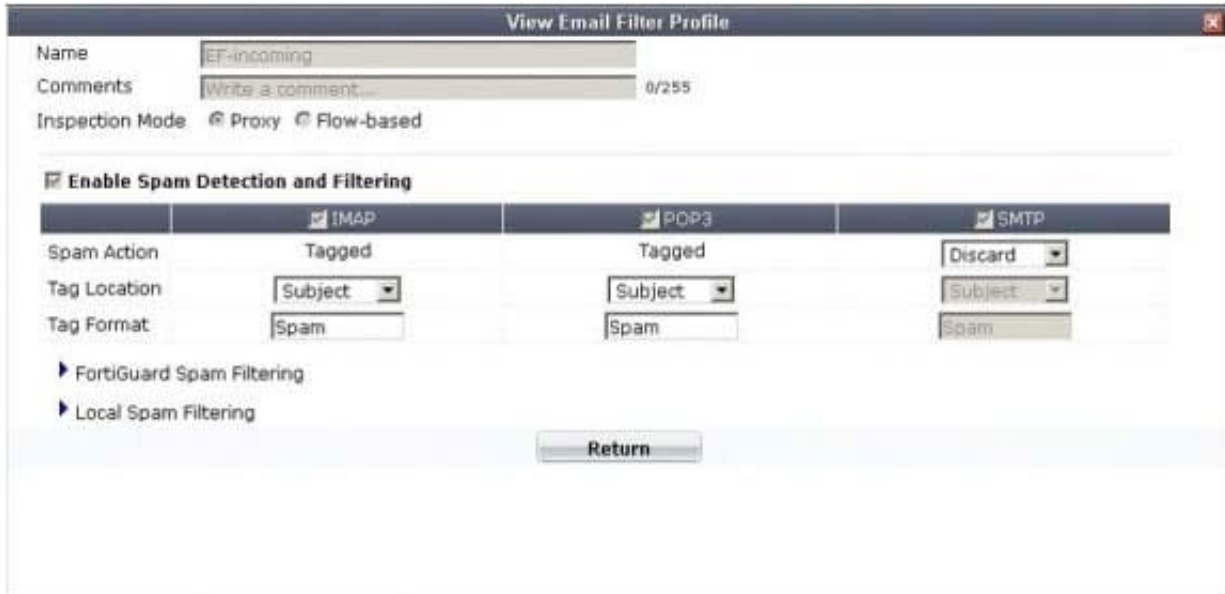 View Email Filter Profile
Name EF-incoming
Comments Write a comment... 0/255
Inspection Mode Proxy Flow-based
Enable Spam Detection and Filtering
IMAP POP3 SMTP
Spam Action Tagged Tagged Discard
Tag Location Subject Subject Subject
Tag Format Spam Spam Spam
FortiGuard Spam Filtering
Local Spam Filtering
Return